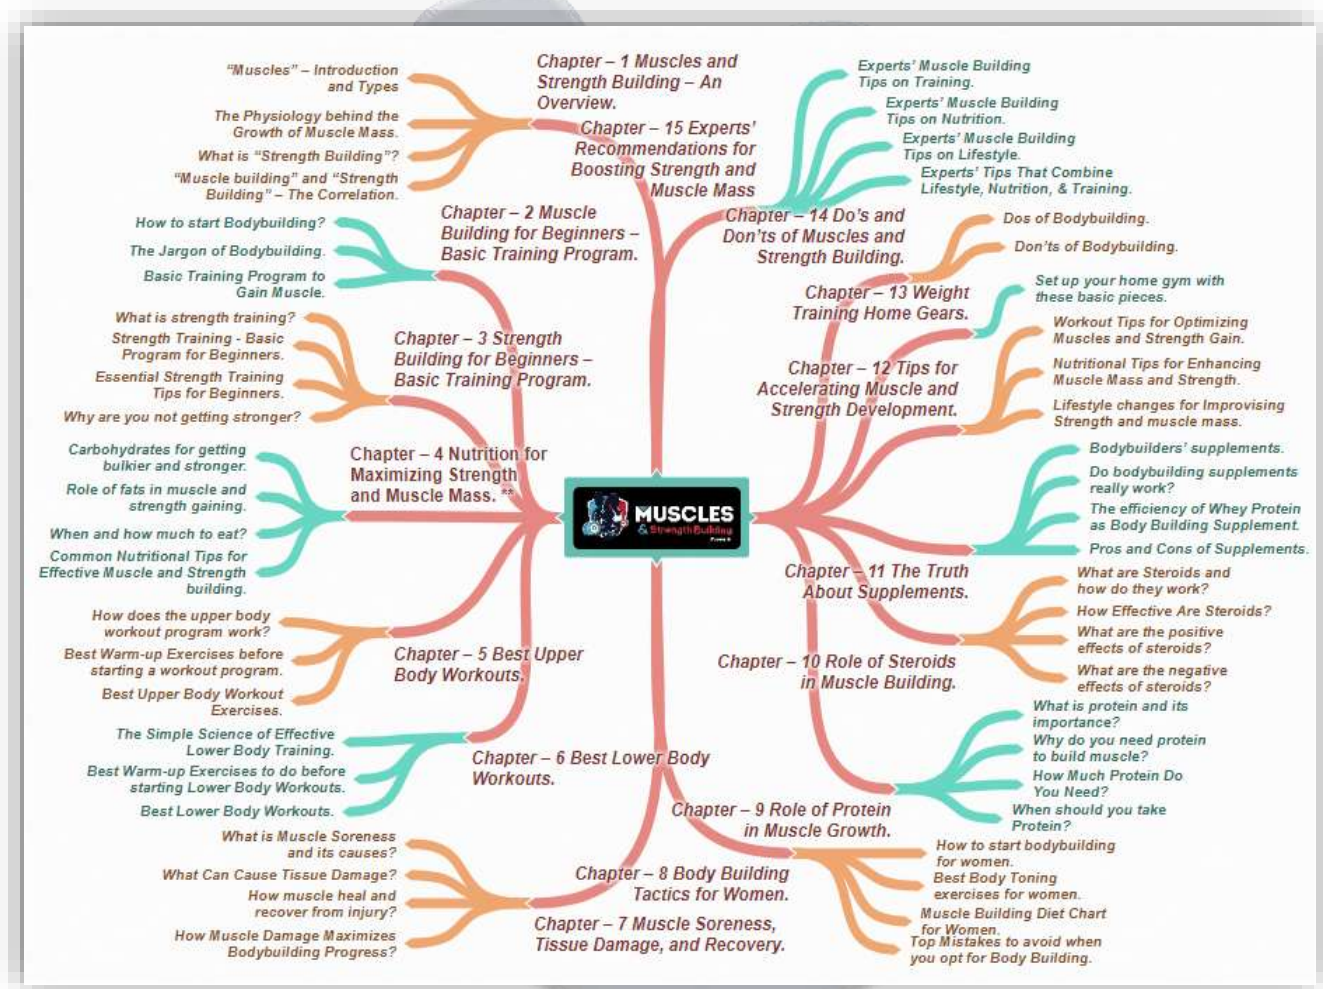 Chapter – 1 Muscles and
Strength Building – An
Overview.
“Muscles” – Introduction
and Types
The Physiology behind the
Growth of Muscle Mass.
What is “Strength Building”?
“Muscle building” and “Strength
Building” – The Correlation.
Chapter – 2 Muscle
Building for Beginners –
Basic Training Program.
How to start Bodybuilding?
The Jargon of Bodybuilding.
Basic Training Program to
Gain Muscle.
Chapter – 3 Strength
Building for Beginners –
Basic Training Program.
What is strength training?
Strength Training - Basic
Program for Beginners.
Essential Strength Training
Tips for Beginners.
Why are you not getting stronger?
Chapter – 4 Nutrition for
Maximizing Strength
and Muscle Mass. **
Carbohydrates for getting
bulkier and stronger.
Role of fats in muscle and
strength gaining.
When and how much to eat?
Common Nutritional Tips for
Effective Muscle and Strength
building.
Chapter – 5 Best Upper
Body Workouts.
How does the upper body
workout program work?
Best Warm-up Exercises before
starting a workout program.
Best Upper Body Workout
Exercises.
Chapter – 6 Best Lower Body
Workouts.
The Simple Science of Effective
Lower Body Training.
Best Warm-up Exercises to do before
starting Lower Body Workouts.
Best Lower Body Workouts.
Chapter – 7 Muscle Soreness,
Tissue Damage, and Recovery.
What is Muscle Soreness
and its causes?
What Can Cause Tissue Damage?
How muscle heal and
recover from injury?
How Muscle Damage Maximizes
Bodybuilding Progress?
MUSCLES
& Strength Building
Chapter – 15 Experts’
Recommendations for
Boosting Strength and
Muscle Mass
Experts’ Muscle Building
Tips on Training.
Experts’ Muscle Building
Tips on Nutrition.
Experts’ Muscle Building
Tips on Lifestyle.
Experts’ Tips That Combine
Lifestyle, Nutrition, & Training.
Chapter – 14 Do’s and
Don’ts of Muscles and
Strength Building.
Dos of Bodybuilding.
Don’ts of Bodybuilding.
Chapter – 13 Weight
Training Home Gears.
Set up your home gym with
these basic pieces.
Chapter – 12 Tips for
Accelerating Muscle and
Strength Development.
Workout Tips for Optimizing
Muscles and Strength Gain.
Nutritional Tips for Enhancing
Muscle Mass and Strength.
Lifestyle changes for Improvising
Strength and muscle mass.
Chapter – 11 The Truth
About Supplements.
Bodybuilders’ supplements.
Do bodybuilding supplements
really work?
The efficiency of Whey Protein
as Body Building Supplement.
Pros and Cons of Supplements.
Chapter – 10 Role of Steroids
in Muscle Building.
What are Steroids and
how do they work?
How Effective Are Steroids?
What are the positive
effects of steroids?
What are the negative
effects of steroids?
Chapter – 9 Role of Protein
in Muscle Growth.
What is protein and its
importance?
Why do you need protein
to build muscle?
How Much Protein Do
You Need?
When should you take
Protein?
Chapter – 8 Body Building
Tactics for Women.
How to start bodybuilding
for women.
Best Body Toning
exercises for women.
Muscle Building Diet Chart
for Women.
Top Mistakes to avoid when
you opt for Body Building.